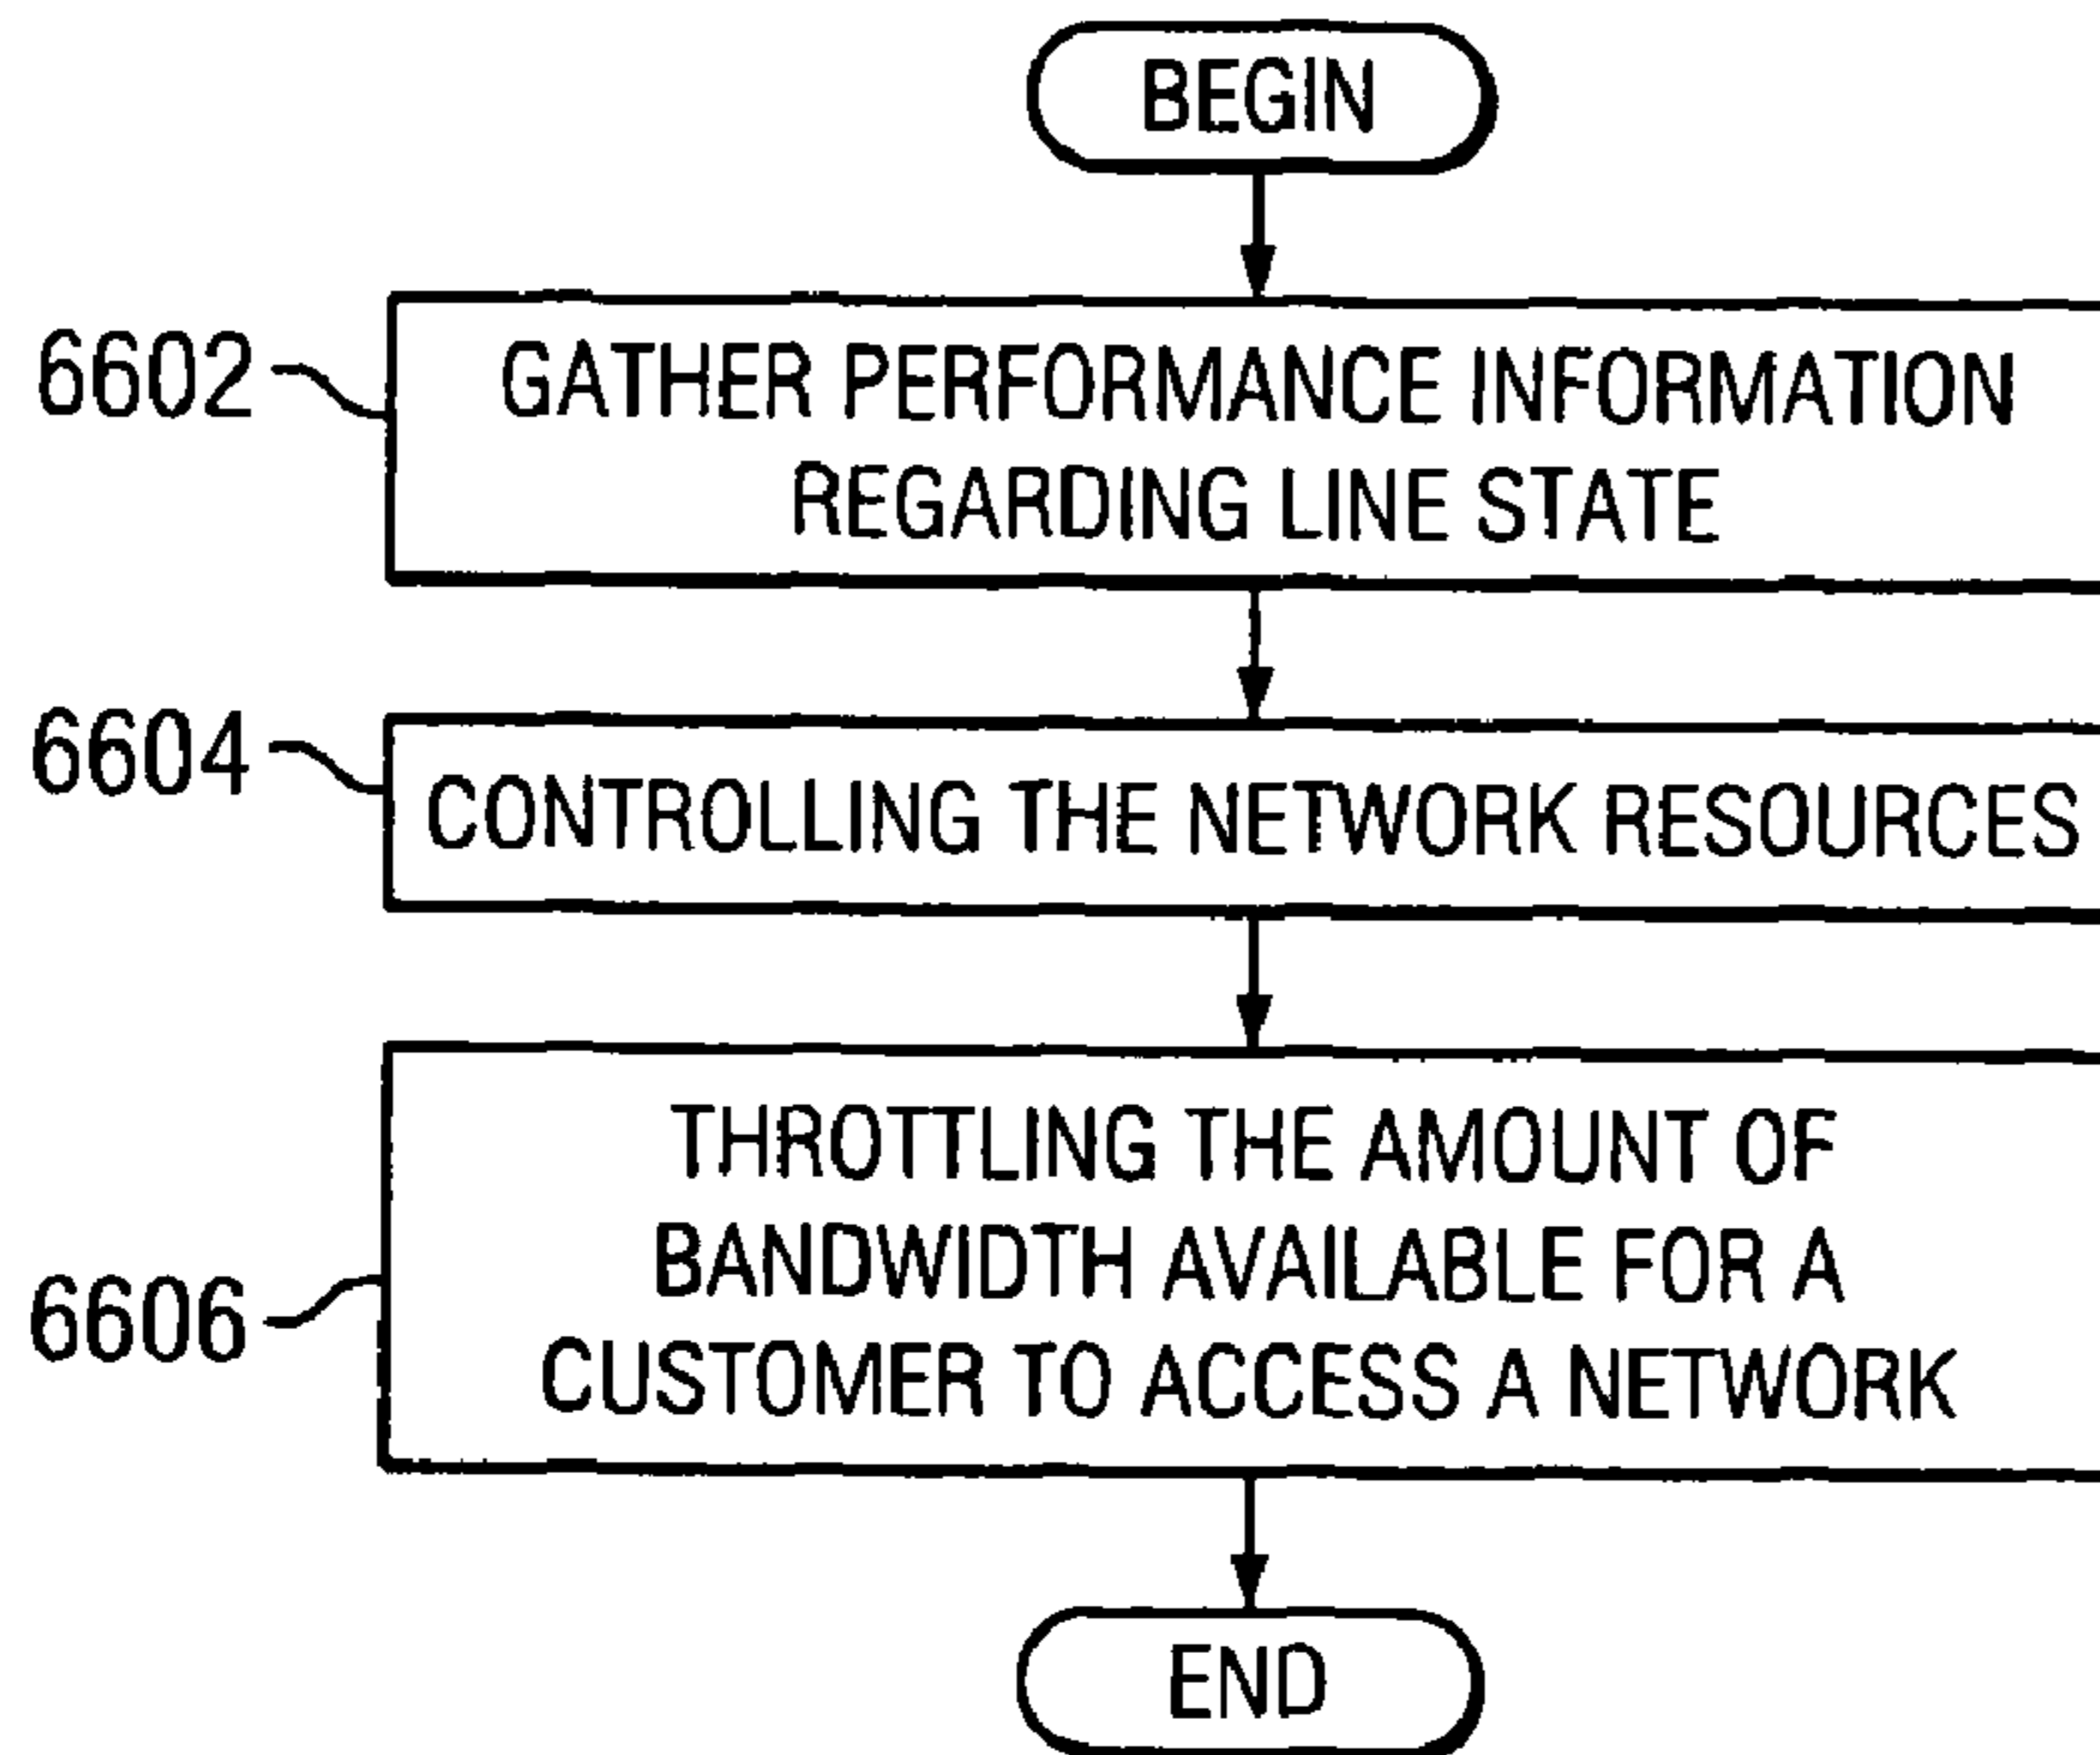 BEGIN
6602
GATHER PERFORMANCE INFORMATION
REGARDING LINE STATE
6604
CONTROLLING THE NETWORK RESOURCES
THROTTLING THE AMOUNT OF
BANDWIDTH AVAILABLE FOR A
6606
CUSTOMER TO ACCESS A NETWORK
END